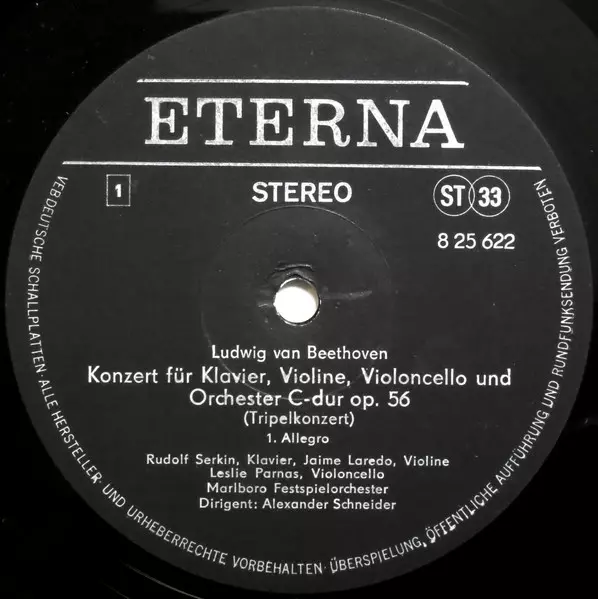 ETERNA
1
STEREO
ST 33
8 25 622
Ludwig van Beethoven
Konzert für Klavier, Violine, Violoncello und
Orchester C-dur op. 56
(Tripelkonzert)
1. Allegro
Rudolf Serkin, Klavier, Jaime Laredo, Violine
Leslie Parnas, Violoncello
Marlboro Festspielorchester
Dirigent: Alexander Schneider
VEB DEUTSCHE SCHALLPLATTEN · ALLE HERSTELLER- UND URHEBERRECHTE VORBEHALTEN · ÜBERSPIELUNG, ÖFFENTLICHE AUFFÜHRUNG UND RUNDFUNKSENDUNG VERBOTEN